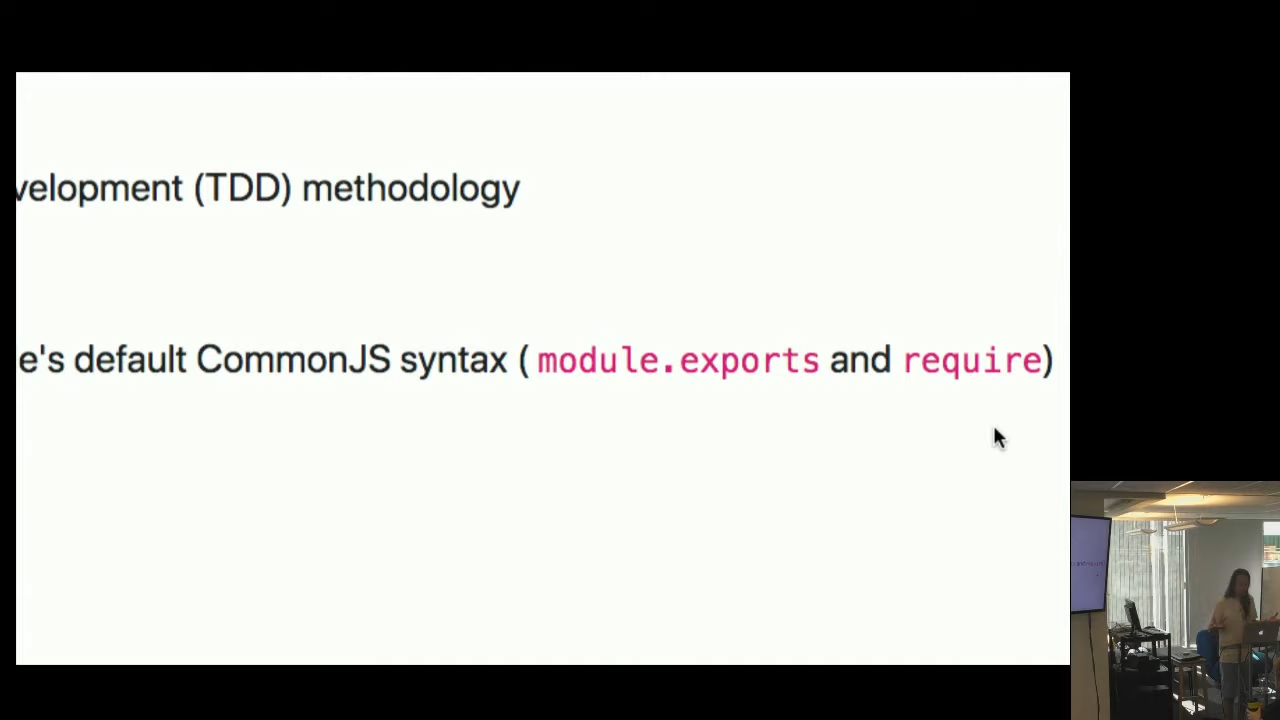 velopment (TDD) methodology
e's default CommonJS syntax ( module.exports and require)